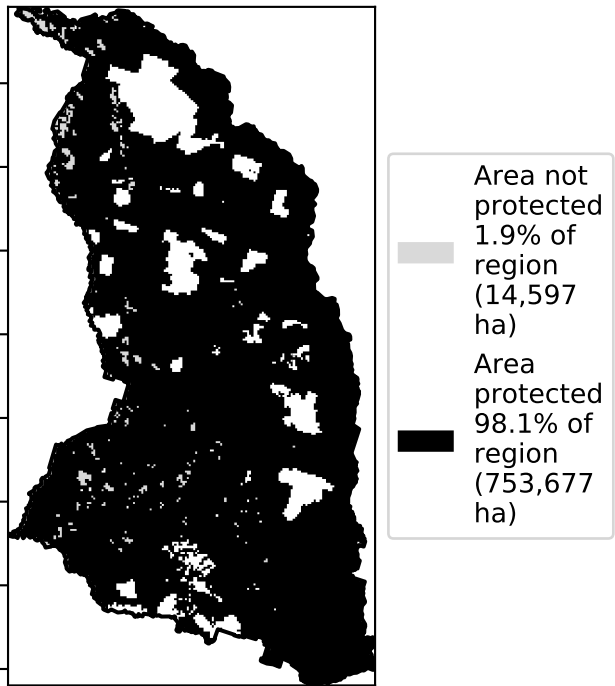 Area not
protected
1.9% of
region
(14,597
ha)
Area
protected
98.1% of
region
(753,677
ha)